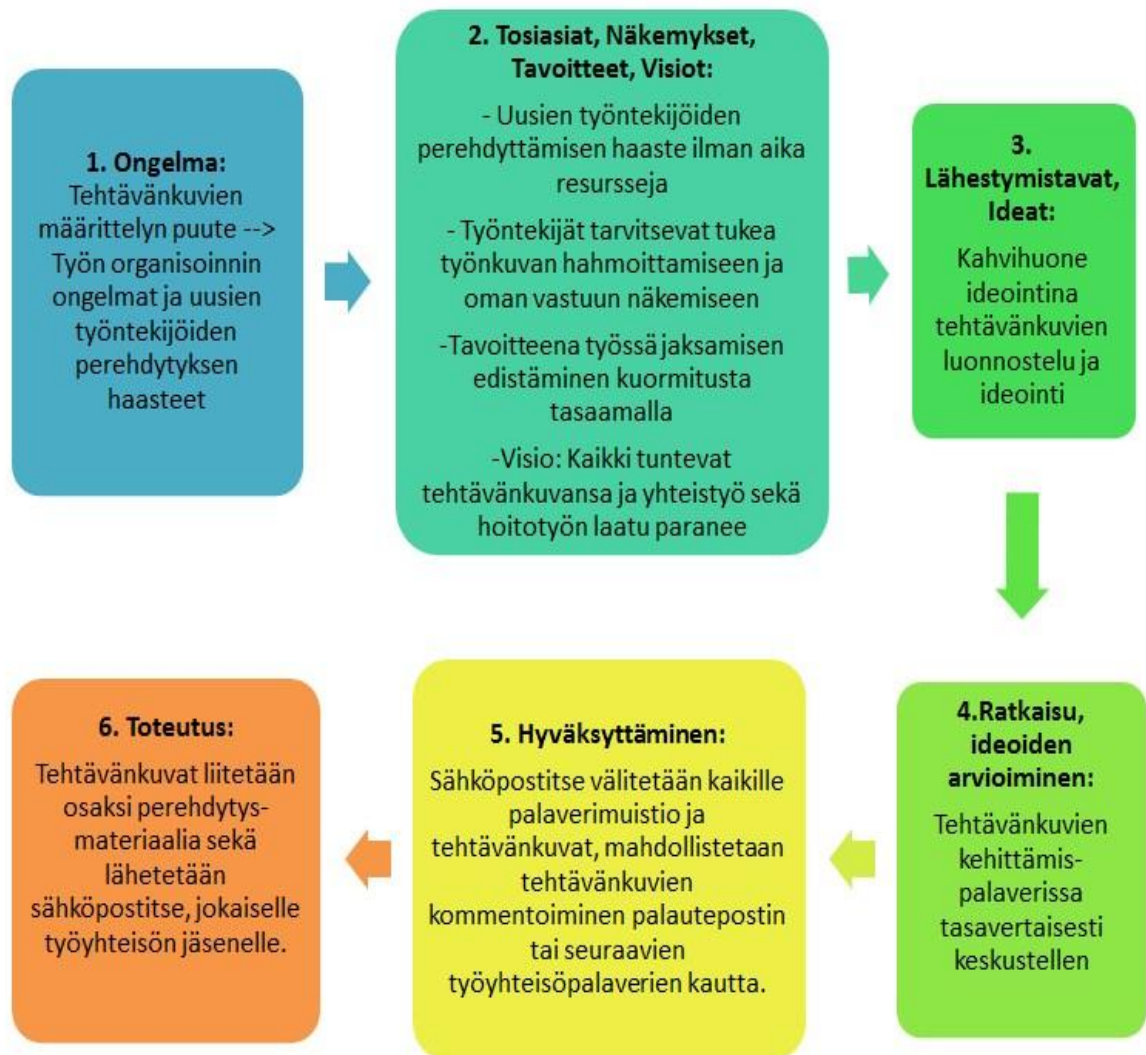 1. Ongelma:
Tehtävänkuvien
määrittelyn puute -->
Työn organisoinnin
ongelmat ja uusien
työntekijöiden
perehdytyksen
haasteet
2. Tosiasiat, Näkemykset,
Tavoitteet, Visiot:
- Uusien työntekijöiden
perehdyttämisen haaste ilman aika
resursseja
- Työntekijät tarvitsevat tukea
työnkuvan hahmoittamiseen ja
oman vastuun näkemiseen
-Tavoitteena työssä jaksamisen
edistäminen kuormitusta
tasaamalla
-Visio: Kaikki tuntevat
tehtävänkuvansa ja yhteistyö sekä
hoitotyön laatu paranee
3.
Lähestymistavat,
Ideat:
Kahvihuone
ideointina
tehtävänkuvien
luonnostelu ja
ideointi
4.Ratkaisu,
ideoiden
arvioiminen:
Tehtävänkuvien
kehittämis-
palaverissa
tasavertaisesti
keskustellen
5. Hyväksyttäminen:
Sähköpostitse välitetään kaikille
palaverimuistio ja
tehtävänkuvat, mahdollistetaan
tehtävänkuvien
kommentoiminen palautepostin
tai seuraavien
työyhteisöpalaverien kautta.
6. Toteutus:
Tehtävänkuvat liitetään
osaksi perehdytys-
materiaalia sekä
lähetetään
sähköpostitse, jokaiselle
työyhteisön jäsenelle.